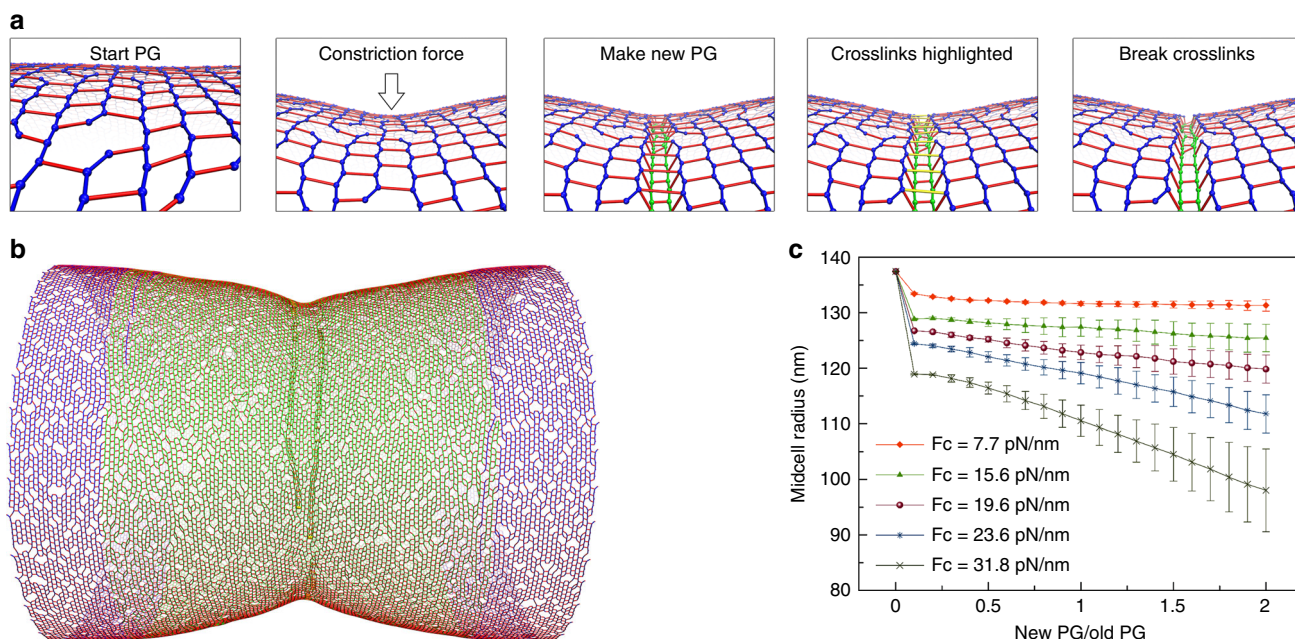 a
Start PG
Constriction force
Make new PG
Crosslinks highlighted
Break crosslinks
b
c
140
130
120
110
100
90
80
Midcell radius (nm)
Fc = 7.7 pN/nm
Fc = 15.6 pN/nm
Fc = 19.6 pN/nm
Fc = 23.6 pN/nm
Fc = 31.8 pN/nm
0 0.5 1 1.5 2
New PG/old PG